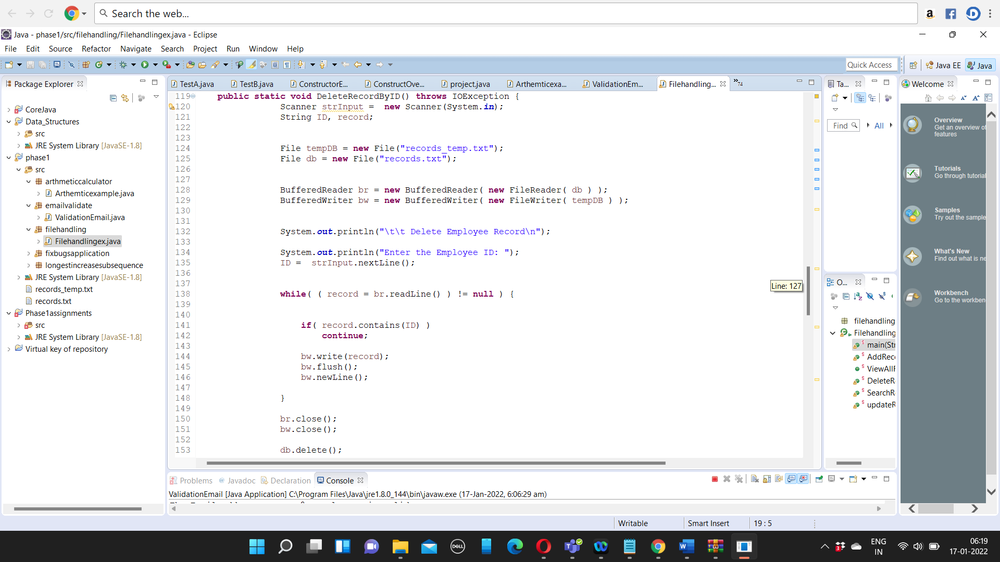 Search the web...
Java - phase1/src/filehandling/Filehandlingex.java - Eclipse
File Edit Source Refactor Navigate Search Project Run Window Help
Quick Access Java EE Java
Package Explorer
CoreJava
Data_Structures
src
JRE System Library [JavaSE-1.8]
phase1
src
arthmeticcalculator
Arthemticexample.java
emailvalidate
ValidationEmail.java
filehandling
Filehandlingex.java
fixbugsapplication
longestincreasesubsequence
JRE System Library [JavaSE-1.8]
records_temp.txt
records.txt
Phase1assignments
src
JRE System Library [JavaSE-1.8]
Virtual key of repository
TestA.java TestB.java ConstructorE... ConstructOve... project.java Arthemticexa... ValidationEm... Filehandling... »74
119 public static void DeleteRecordByID() throws IOException {
120 Scanner strInput =  new Scanner(System.in);
121 String ID, record;
122
123
124 File tempDB = new File("records_temp.txt");
125 File db = new File("records.txt");
126
127
128 BufferedReader br = new BufferedReader( new FileReader( db ) );
129 BufferedWriter bw = new BufferedWriter( new FileWriter( tempDB ) );
130
131
132 System.out.println("\t\t Delete Employee Record\n");
133
134 System.out.println("Enter the Employee ID: ");
135 ID =  strInput.nextLine();
136
137
138 while( ( record = br.readLine() ) != null ) {
139
140
141 if( record.contains(ID) )
142 continue;
143
144 bw.write(record);
145 bw.flush();
146 bw.newLine();
147
148 }
149
150 br.close();
151 bw.close();
152
153 db.delete();
Line: 127
Ta...
Find All
O...
filehandling
Filehandling
main(Str
AddReco
ViewAllR
DeleteRe
SearchR
updateR
Welcome
Overview
Get an overview of
features
Tutorials
Go through tutorial
Samples
Try out the sample
What's New
Find out what is ne
Workbench
Go to the workben
Problems Javadoc Declaration Console
ValidationEmail [Java Application] C:\Program Files\Java\jre1.8.0_144\bin\javaw.exe (17-Jan-2022, 6:06:29 am)
Writable Smart Insert 19 : 5
DELL
ENG
IN
06:19
17-01-2022